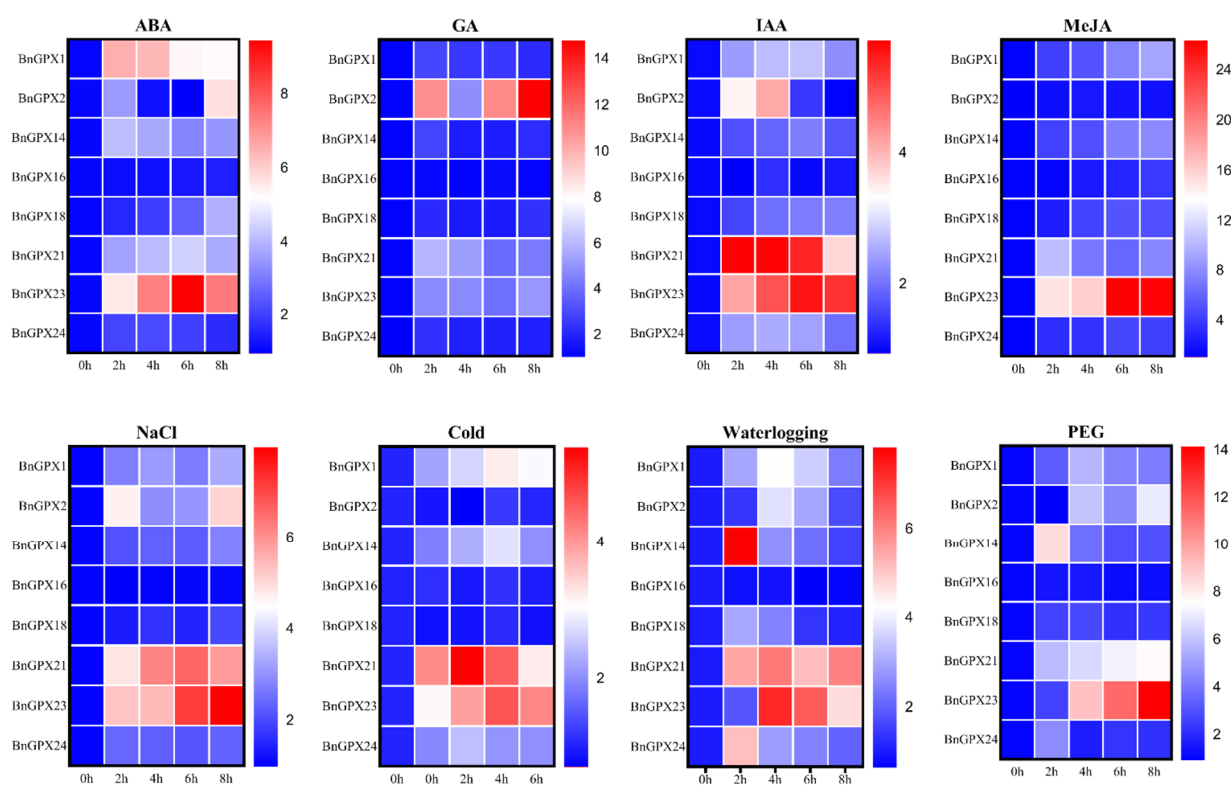 ABA
BnGPX1
BnGPX2
BnGPX14
BnGPX16
BnGPX18
BnGPX21
BnGPX23
BnGPX24
0h 2h 4h 6h 8h
8
6
4
2
GA
BnGPX1
BnGPX2
BnGPX14
BnGPX16
BnGPX18
BnGPX21
BnGPX23
BnGPX24
0h 2h 4h 6h 8h
14
12
10
8
6
4
2
IAA
BnGPX1
BnGPX2
BnGPX14
BnGPX16
BnGPX18
BnGPX21
BnGPX23
BnGPX24
0h 2h 4h 6h 8h
4
2
MeJA
BnGPX1
BnGPX2
BnGPX14
BnGPX16
BnGPX18
BnGPX21
BnGPX23
BnGPX24
0h 2h 4h 6h 8h
24
20
16
12
8
4
NaCl
BnGPX1
BnGPX2
BnGPX14
BnGPX16
BnGPX18
BnGPX21
BnGPX23
BnGPX24
0h 2h 4h 6h 8h
6
4
2
Cold
BnGPX1
BnGPX2
BnGPX14
BnGPX16
BnGPX18
BnGPX21
BnGPX23
BnGPX24
0h 0h 2h 4h 6h
4
2
Waterlogging
BnGPX1
BnGPX2
BnGPX14
BnGPX16
BnGPX18
BnGPX21
BnGPX23
BnGPX24
0h 2h 4h 6h 8h
6
4
2
PEG
BnGPX1
BnGPX2
BnGPX14
BnGPX16
BnGPX18
BnGPX21
BnGPX23
BnGPX24
0h 2h 4h 6h 8h
14
12
10
8
6
4
2